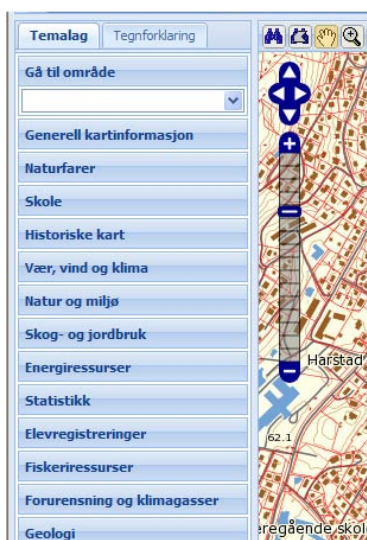 Temalag
Tegnforklaring
Gå til område
Generell kartinformasjon
Naturfarer
Skole
Historiske kart
Vær, vind og klima
Natur og miljø
Skog- og jordbruk
Energiressurser
Statistikk
Elevregistreringer
Fiskeriressurser
Forurensning og klimagasser
Geologi
Harstad
62.1
eregående skol